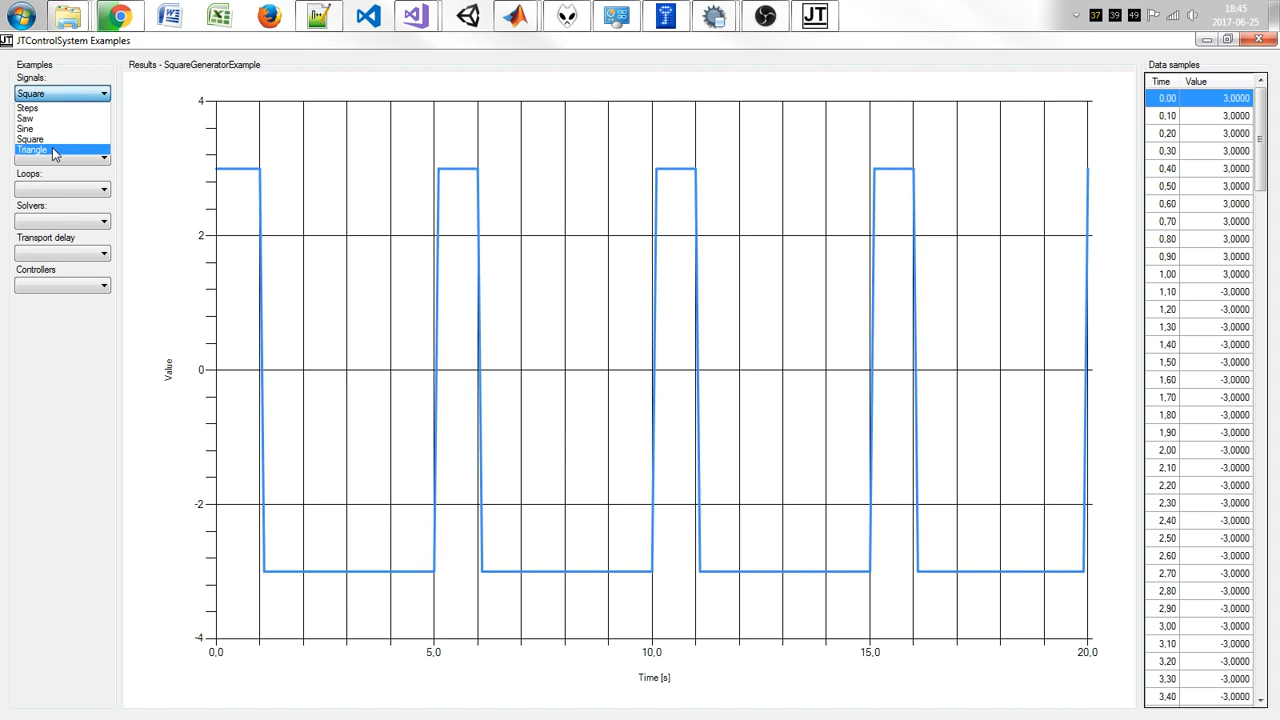 37 39 49
18:45
2017-06-25
JT
JT JTControlSystem Examples
Examples
Signals:
Square
Steps
Saw
Sine
Square
Triangle
Loops:
Solvers:
Transport delay
Controllers
Results - SquareGeneratorExample
4
2
0
-2
-4
Value
0,0 5,0 10,0 15,0 20,0
Time [s]
Data samples
Time Value
0,00 3,0000
0,10 3,0000
0,20 3,0000
0,30 3,0000
0,40 3,0000
0,50 3,0000
0,60 3,0000
0,70 3,0000
0,80 3,0000
0,90 3,0000
1,00 3,0000
1,10 -3,0000
1,20 -3,0000
1,30 -3,0000
1,40 -3,0000
1,50 -3,0000
1,60 -3,0000
1,70 -3,0000
1,80 -3,0000
1,90 -3,0000
2,00 -3,0000
2,10 -3,0000
2,20 -3,0000
2,30 -3,0000
2,40 -3,0000
2,50 -3,0000
2,60 -3,0000
2,70 -3,0000
2,80 -3,0000
2,90 -3,0000
3,00 -3,0000
3,10 -3,0000
3,20 -3,0000
3,30 -3,0000
3,40 -3,0000